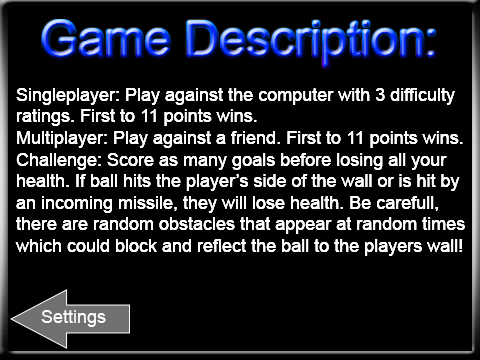 Game Description:
Singleplayer: Play against the computer with 3 difficulty
ratings. First to 11 points wins.
Multiplayer: Play against a friend. First to 11 points wins.
Challenge: Score as many goals before losing all your
health. If ball hits the player's side of the wall or is hit by
an incoming missile, they will lose health. Be carefull,
there are random obstacles that appear at random times
which could block and reflect the ball to the players wall!
Settings